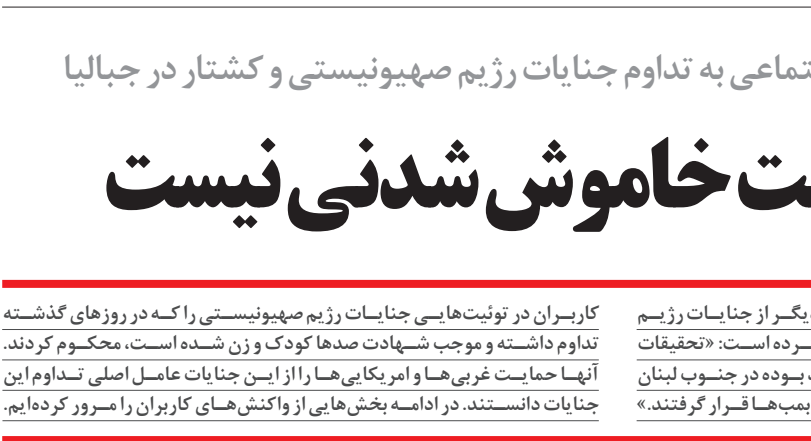 به تداوم جنایات رژیم صهیونیستی و کشتار در جبالیا
خاموش شدنی نیست
از جنایات رژیم
است: «تحقیقات
بوده در جنوب لبنان
بمب‌ها قرار گرفتند.»
کاربران در توئیت‌هایی جنایات رژیم صهیونیستی را که در روزهای گذشته
تداوم داشته و موجب شهادت صدها کودک و زن شده است، محکوم کردند.
آنها حمایت غربی‌ها و امریکایی‌ها را از این جنایات عامل اصلی تداوم این
جنایات دانستند. در ادامه بخش‌هایی از واکنش‌های کاربران را مرور کرده‌ایم.